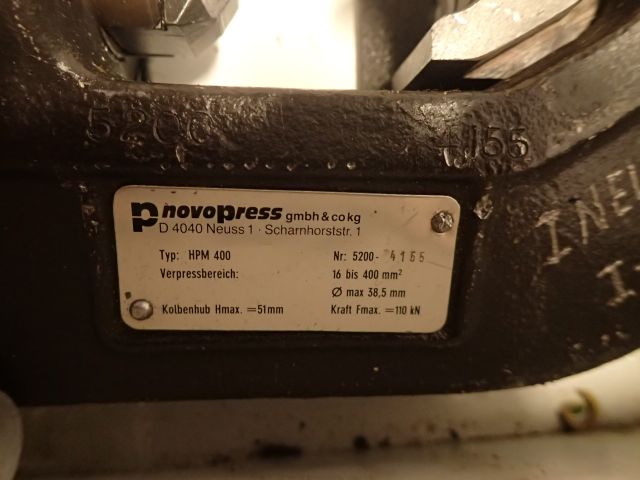 5200 4155
novopress gmbh & co kg
D 4040 Neuss 1 · Scharnhorststr. 1
Typ: HPM 400 Nr: 5200- 4155
Verpressbereich: 16 bis 400 mm²
Ø max 38,5 mm
Kolbenhub Hmax. =51mm Kraft Fmax. =110 kN